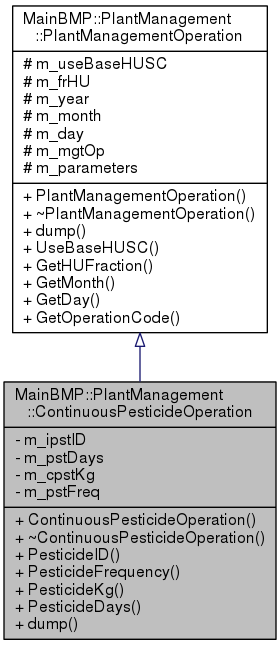 MainBMP::PlantManagement
::PlantManagementOperation
# m_useBaseHUSC
# m_frHU
# m_year
# m_month
# m_day
# m_mgtOp
# m_parameters
+ PlantManagementOperation()
+ ~PlantManagementOperation()
+ dump()
+ UseBaseHUSC()
+ GetHUFraction()
+ GetMonth()
+ GetDay()
+ GetOperationCode()
MainBMP::PlantManagement
::ContinuousPesticideOperation
- m_ipstID
- m_pstDays
- m_cpstKg
- m_pstFreq
+ ContinuousPesticideOperation()
+ ~ContinuousPesticideOperation()
+ PesticideID()
+ PesticideFrequency()
+ PesticideKg()
+ PesticideDays()
+ dump()